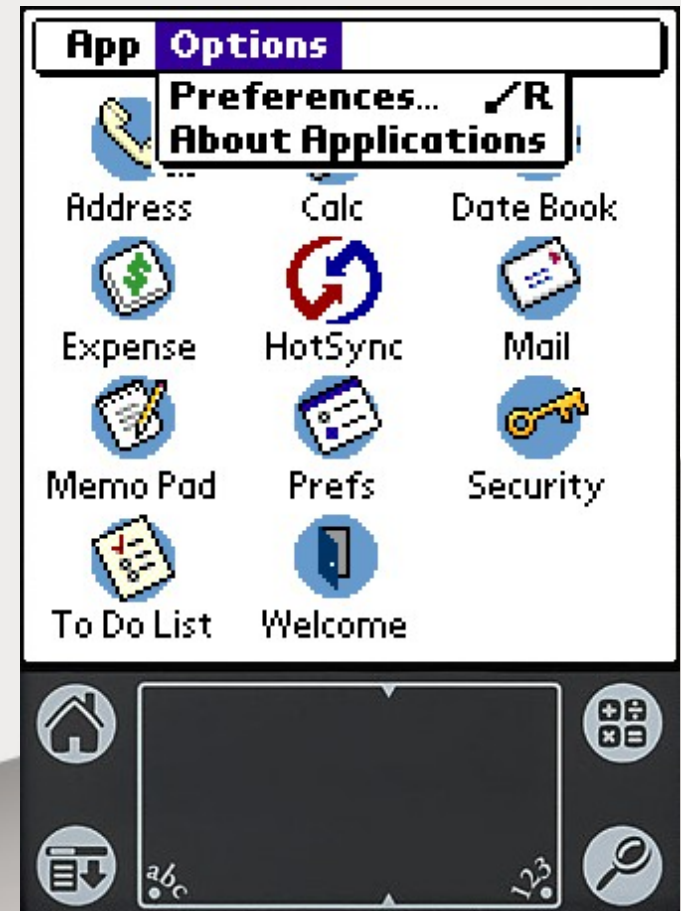 App Options
Preferences... ⟋R
About Applications
Address Calc Date Book
Expense HotSync Mail
Memo Pad Prefs Security
To Do List Welcome
abc 123